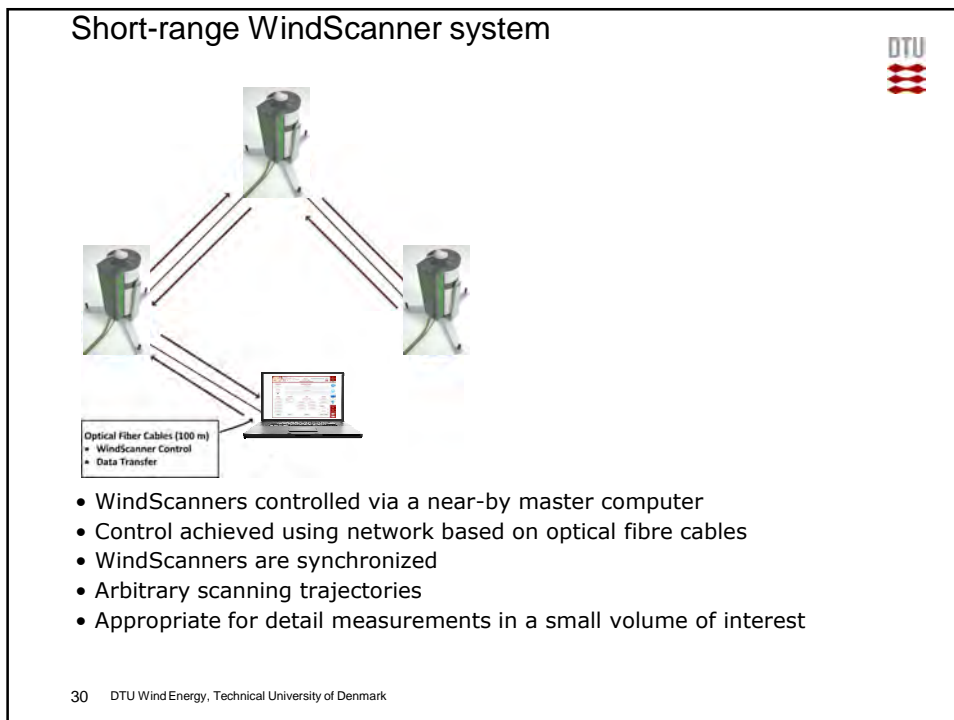 Short-range WindScanner system
DTU
Optical Fiber Cables (100 m)
• WindScanner Control
• Data Transfer
• WindScanners controlled via a near-by master computer
• Control achieved using network based on optical fibre cables
• WindScanners are synchronized
• Arbitrary scanning trajectories
• Appropriate for detail measurements in a small volume of interest
30 DTU Wind Energy, Technical University of Denmark